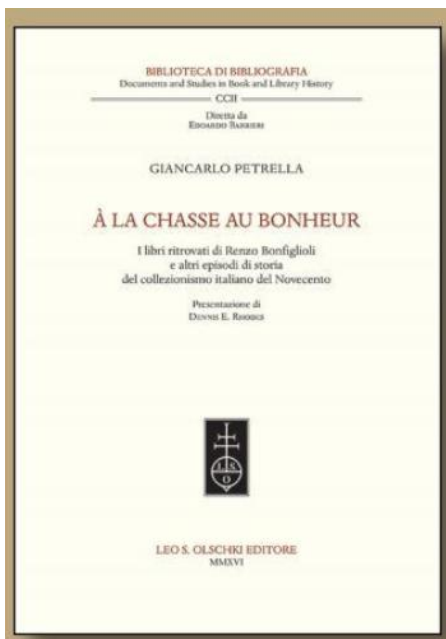 BIBLIOTECA DI BIBLIOGRAFIA
Documents and Studies in Book and Library History
CCII
Diretta da
EDOARDO BARBIERI
GIANCARLO PETRELLA
À LA CHASSE AU BONHEUR
I libri ritrovati di Renzo Bonfiglioli
e altri episodi di storia
del collezionismo italiano del Novecento
Presentazione di
DENNIS E. RHODES
L S
O
LEO S. OLSCHKI EDITORE
MMXVI